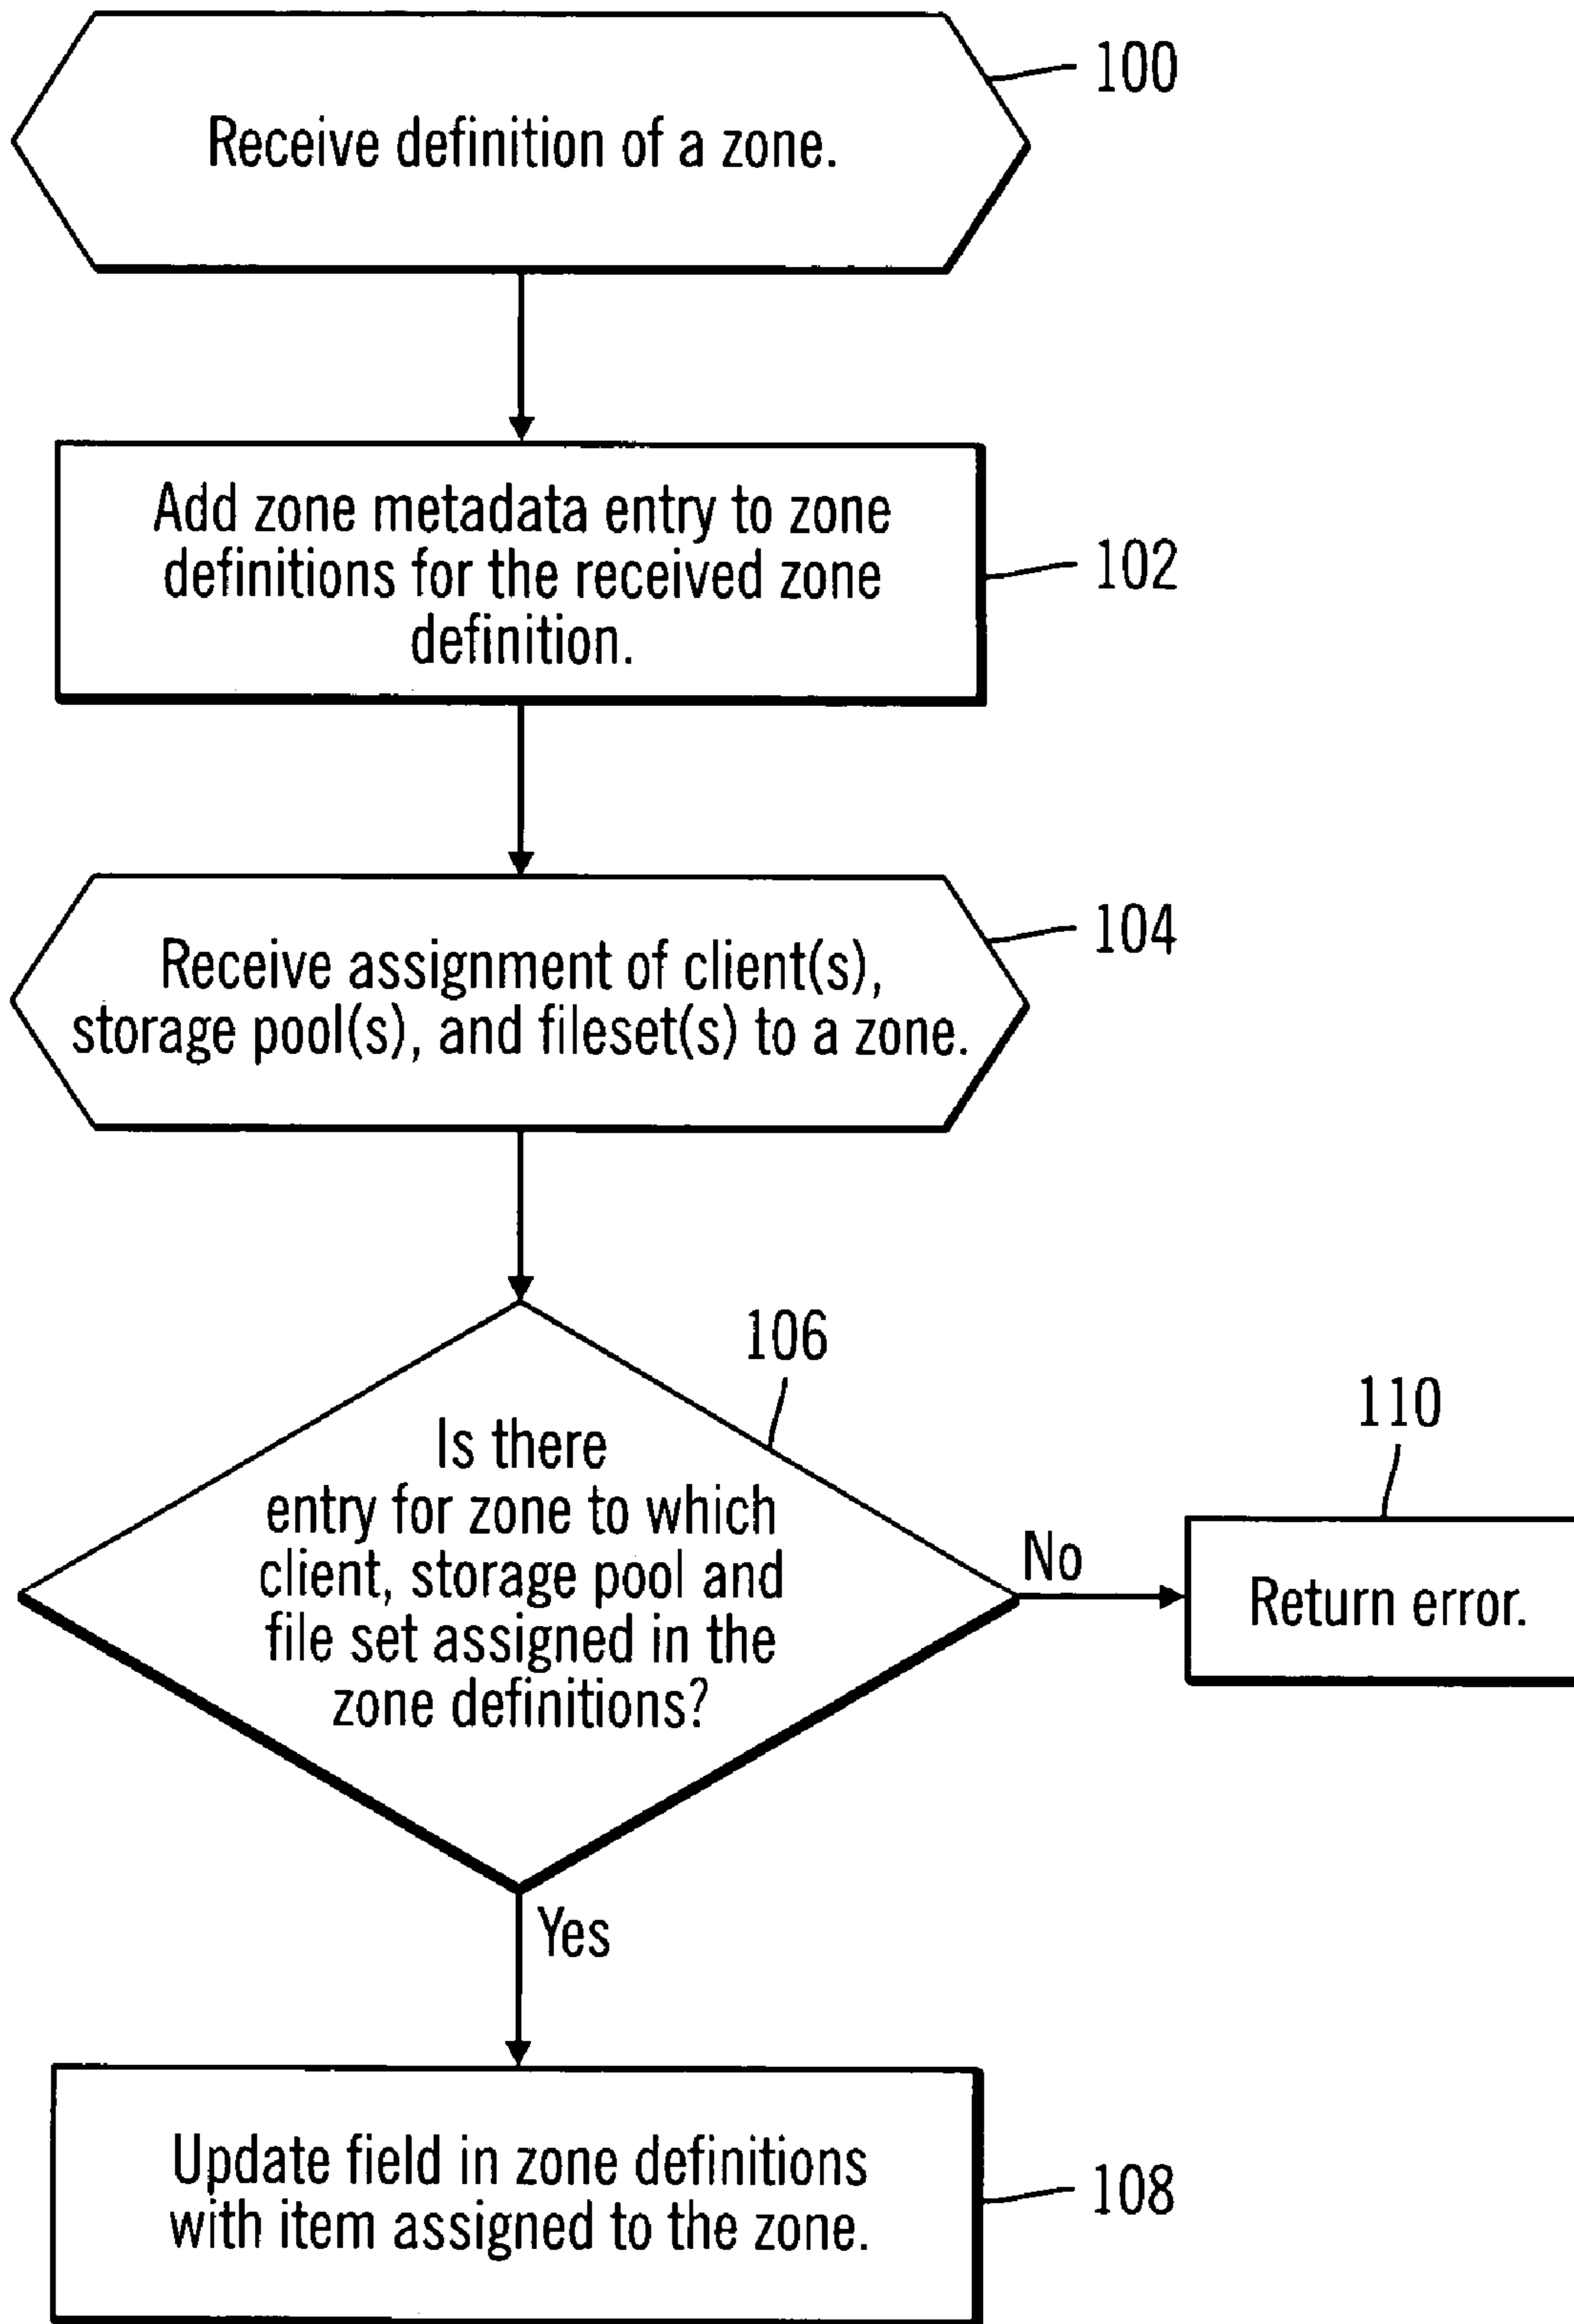 Receive definition of a zone.
100
Add zone metadata entry to zone
definitions for the received zone
definition.
102
Receive assignment of client(s),
storage pool(s), and fileset(s) to a zone.
104
106
Is there
entry for zone to which
client, storage pool and
file set assigned in the
zone definitions?
No
110
Return error.
Yes
Update field in zone definitions
with item assigned to the zone.
108